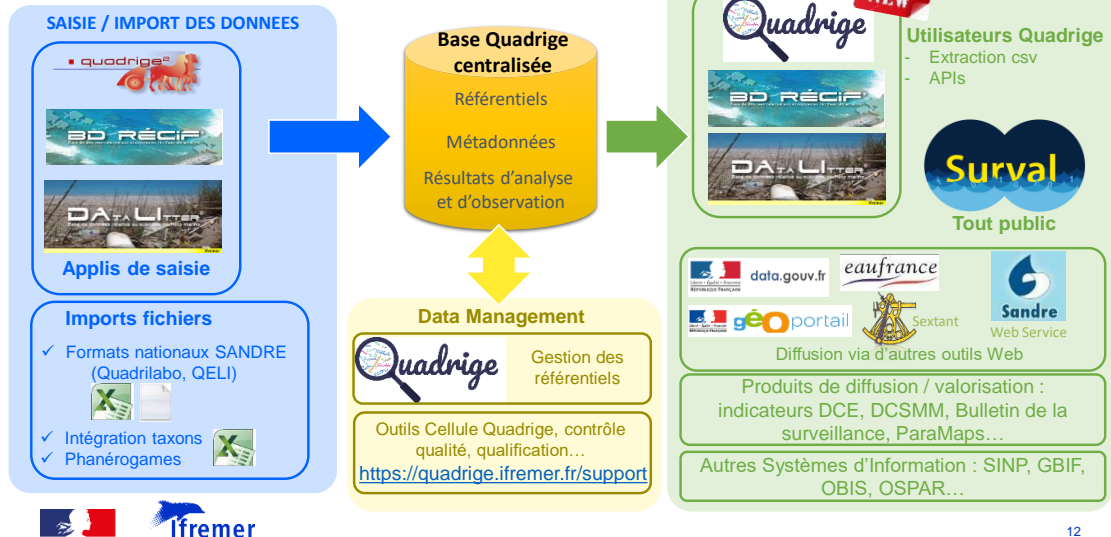 SAISIE / IMPORT DES DONNEES
quadrige²
BD RÉCIF
DATA LITTER
Applis de saisie
Imports fichiers
✓ Formats nationaux SANDRE
(Quadrilabo, QELI)
✓ Intégration taxons
✓ Phanérogames
Base Quadrige
centralisée
Référentiels
Métadonnées
Résultats d'analyse
et d'observation
Data Management
Quadrige
Gestion des
référentiels
Outils Cellule Quadrige, contrôle
qualité, qualification…
https://quadrige.ifremer.fr/support
Quadrige
NEW
Utilisateurs Quadrige
- Extraction csv
- APIs
BD RÉCIF
DATA LITTER
Surval
Tout public
data.gouv.fr
eaufrance
géoportail
Sextant
Sandre
Web Service
Diffusion via d'autres outils Web
Produits de diffusion / valorisation :
indicateurs DCE, DCSMM, Bulletin de la
surveillance, ParaMaps…
Autres Systèmes d'Information : SINP, GBIF,
OBIS, OSPAR…
Ifremer
12